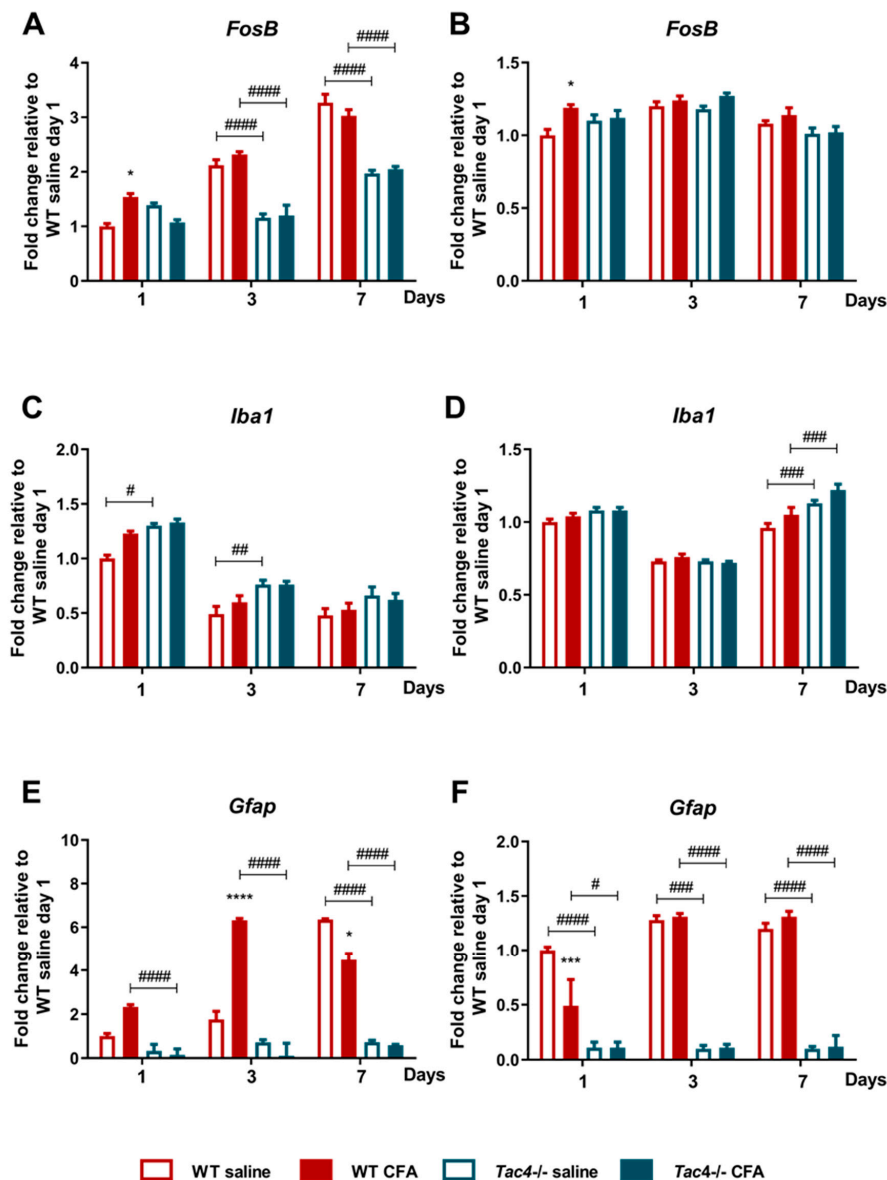 A
FosB
####
####
####
####
*
Fold change relative to
WT saline day 1
4
3
2
1
0
1
3
7
Days
B
FosB
*
Fold change relative to
WT saline day 1
1.5
1.0
0.5
0.0
1
3
7
Days
C
Iba1
#
##
Fold change relative to
WT saline day 1
2.0
1.5
1.0
0.5
0.0
1
3
7
Days
D
Iba1
###
###
Fold change relative to
WT saline day 1
1.5
1.0
0.5
0.0
1
3
7
Days
E
Gfap
####
####
####
####
****
*
Fold change relative to
WT saline day 1
10
8
6
4
2
0
1
3
7
Days
F
Gfap
####
####
#
###
####
####
***
Fold change relative to
WT saline day 1
2.0
1.5
1.0
0.5
0.0
1
3
7
Days
WT saline
WT CFA
Tac4-/- saline
Tac4-/- CFA